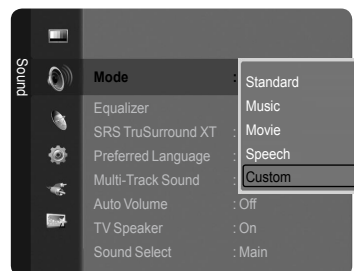 Sound
Mode : Standard
Music
Equalizer
Movie
SRS TruSurround XT :
Preferred Language : Speech
Multi-Track Sound : Custom
Auto Volume : Off
TV Speaker : On
Sound Select : Main